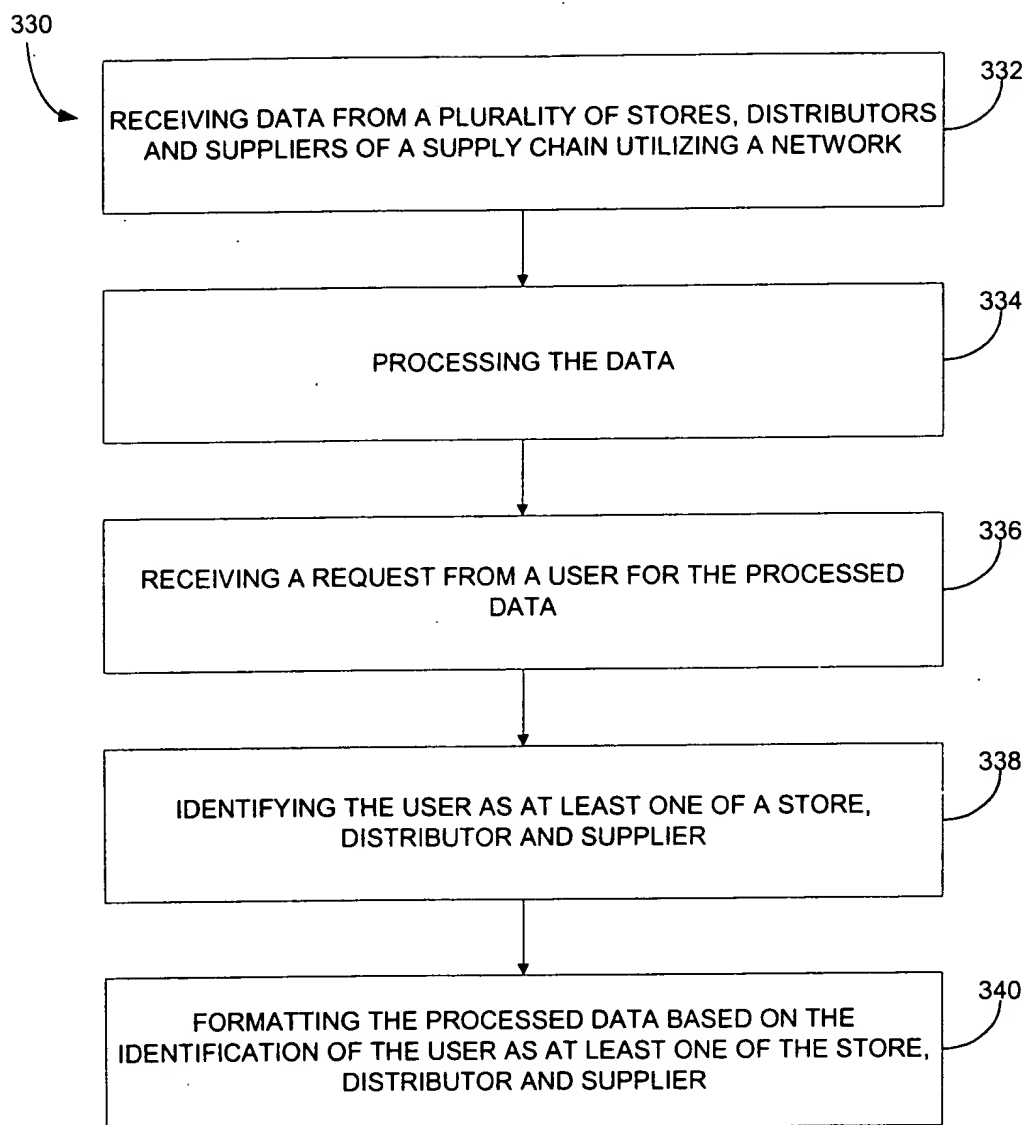 330
332
RECEIVING DATA FROM A PLURALITY OF STORES, DISTRIBUTORS
AND SUPPLIERS OF A SUPPLY CHAIN UTILIZING A NETWORK
334
PROCESSING THE DATA
336
RECEIVING A REQUEST FROM A USER FOR THE PROCESSED
DATA
338
IDENTIFYING THE USER AS AT LEAST ONE OF A STORE,
DISTRIBUTOR AND SUPPLIER
340
FORMATTING THE PROCESSED DATA BASED ON THE
IDENTIFICATION OF THE USER AS AT LEAST ONE OF THE STORE,
DISTRIBUTOR AND SUPPLIER